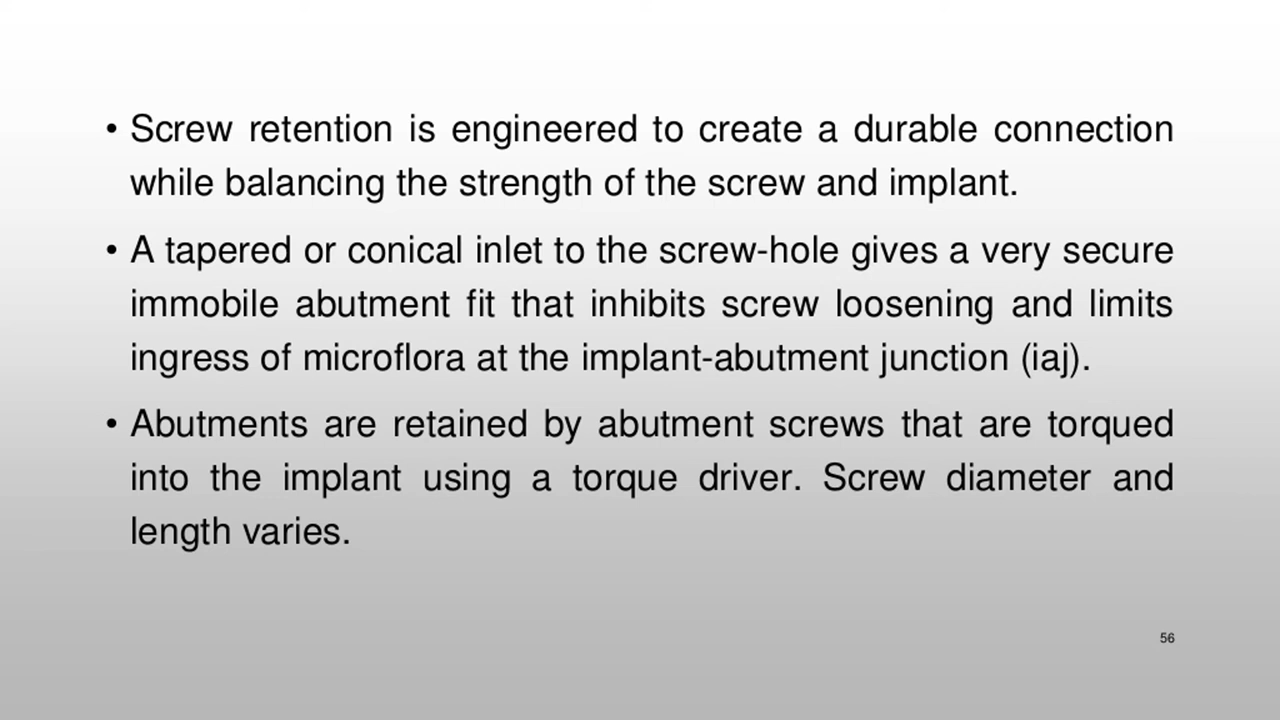 • Screw retention is engineered to create a durable connection
while balancing the strength of the screw and implant.
• A tapered or conical inlet to the screw-hole gives a very secure
immobile abutment fit that inhibits screw loosening and limits
ingress of microflora at the implant-abutment junction (iaj).
• Abutments are retained by abutment screws that are torqued
into the implant using a torque driver. Screw diameter and
length varies.
56